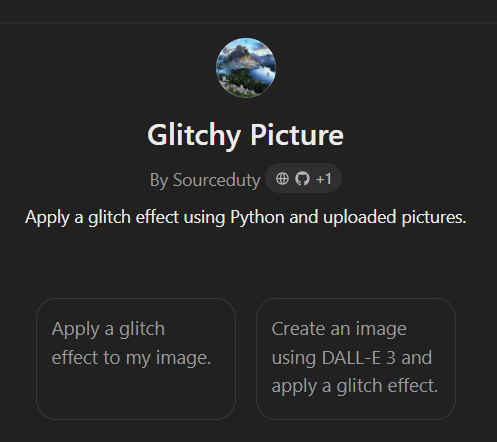 Glitchy Picture
By Sourceduty +1
Apply a glitch effect using Python and uploaded pictures.
Apply a glitch
effect to my image.
Create an image
using DALL-E 3 and
apply a glitch effect.